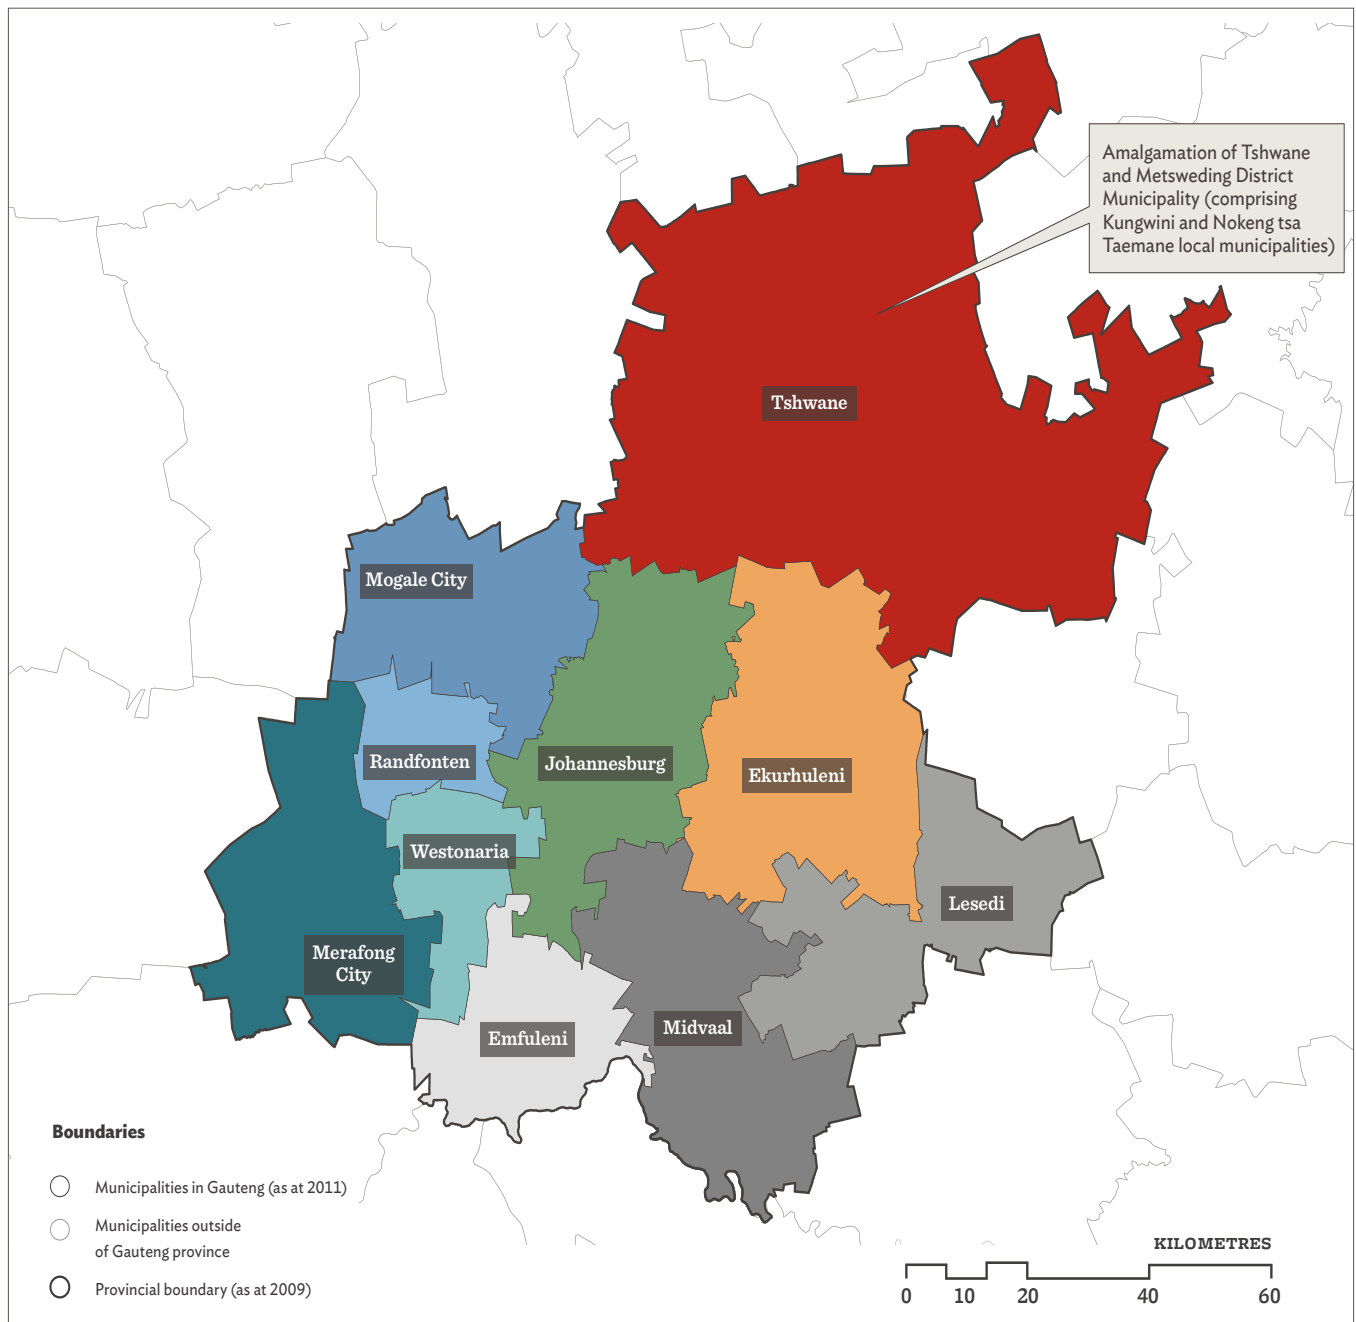 Amalgamation of Tshwane
and Metsweding District
Municipality (comprising
Kungwini and Nokeng tsa
Taemane local municipalities)
Tshwane
Mogale City
Randfonten
Johannesburg
Ekurhuleni
Westonaria
Lesedi
Merafong
City
Midvaal
Emfuleni
Boundaries
Municipalities in Gauteng (as at 2011)
Municipalities outside
of Gauteng province
Provincial boundary (as at 2009)
KILOMETRES
0 10 20 40 60